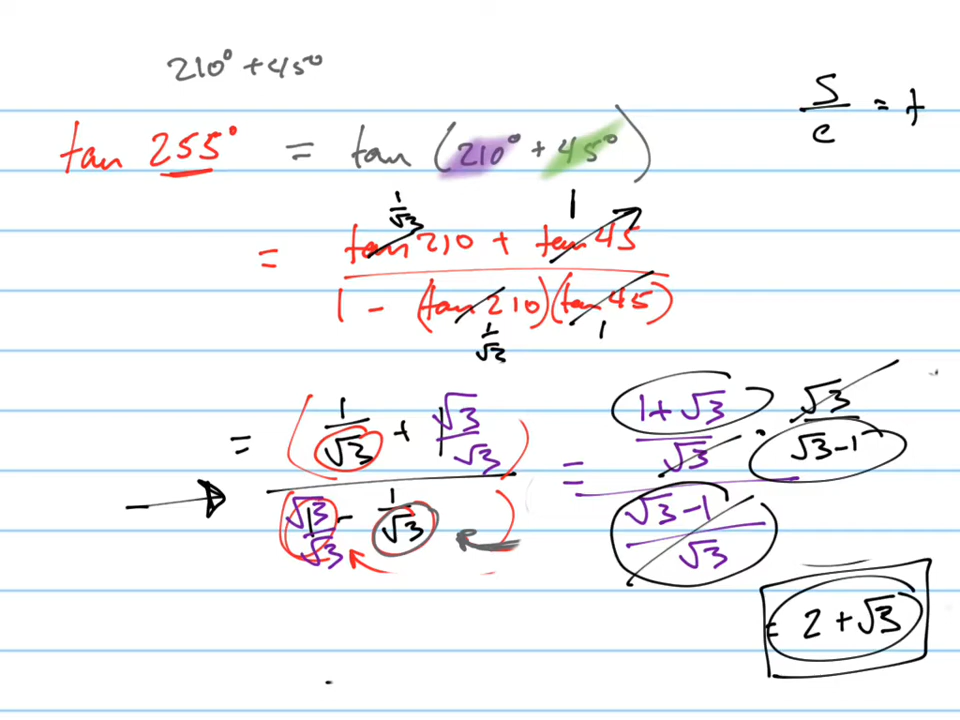 210° + 45°
S/c = t
tan 255° = tan (210° + 45°)
1/√3 1
= tan 210 + tan 45
1 - (tan 210)(tan 45)
1/√3 1
= (1/√3 + √3/√3) = 1+√3/√3 · √3/√3-1
(√3/√3 - 1/√3) √3-1/√3
= 2 + √3